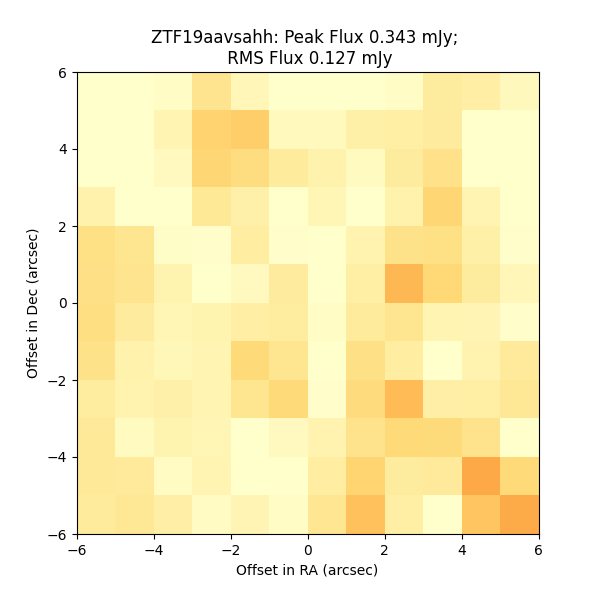 ZTF19aavsahh: Peak Flux 0.343 mJy;
RMS Flux 0.127 mJy
6
4
2
0
−2
−4
−6
Offset in Dec (arcsec)
−6 −4 −2 0 2 4 6
Offset in RA (arcsec)